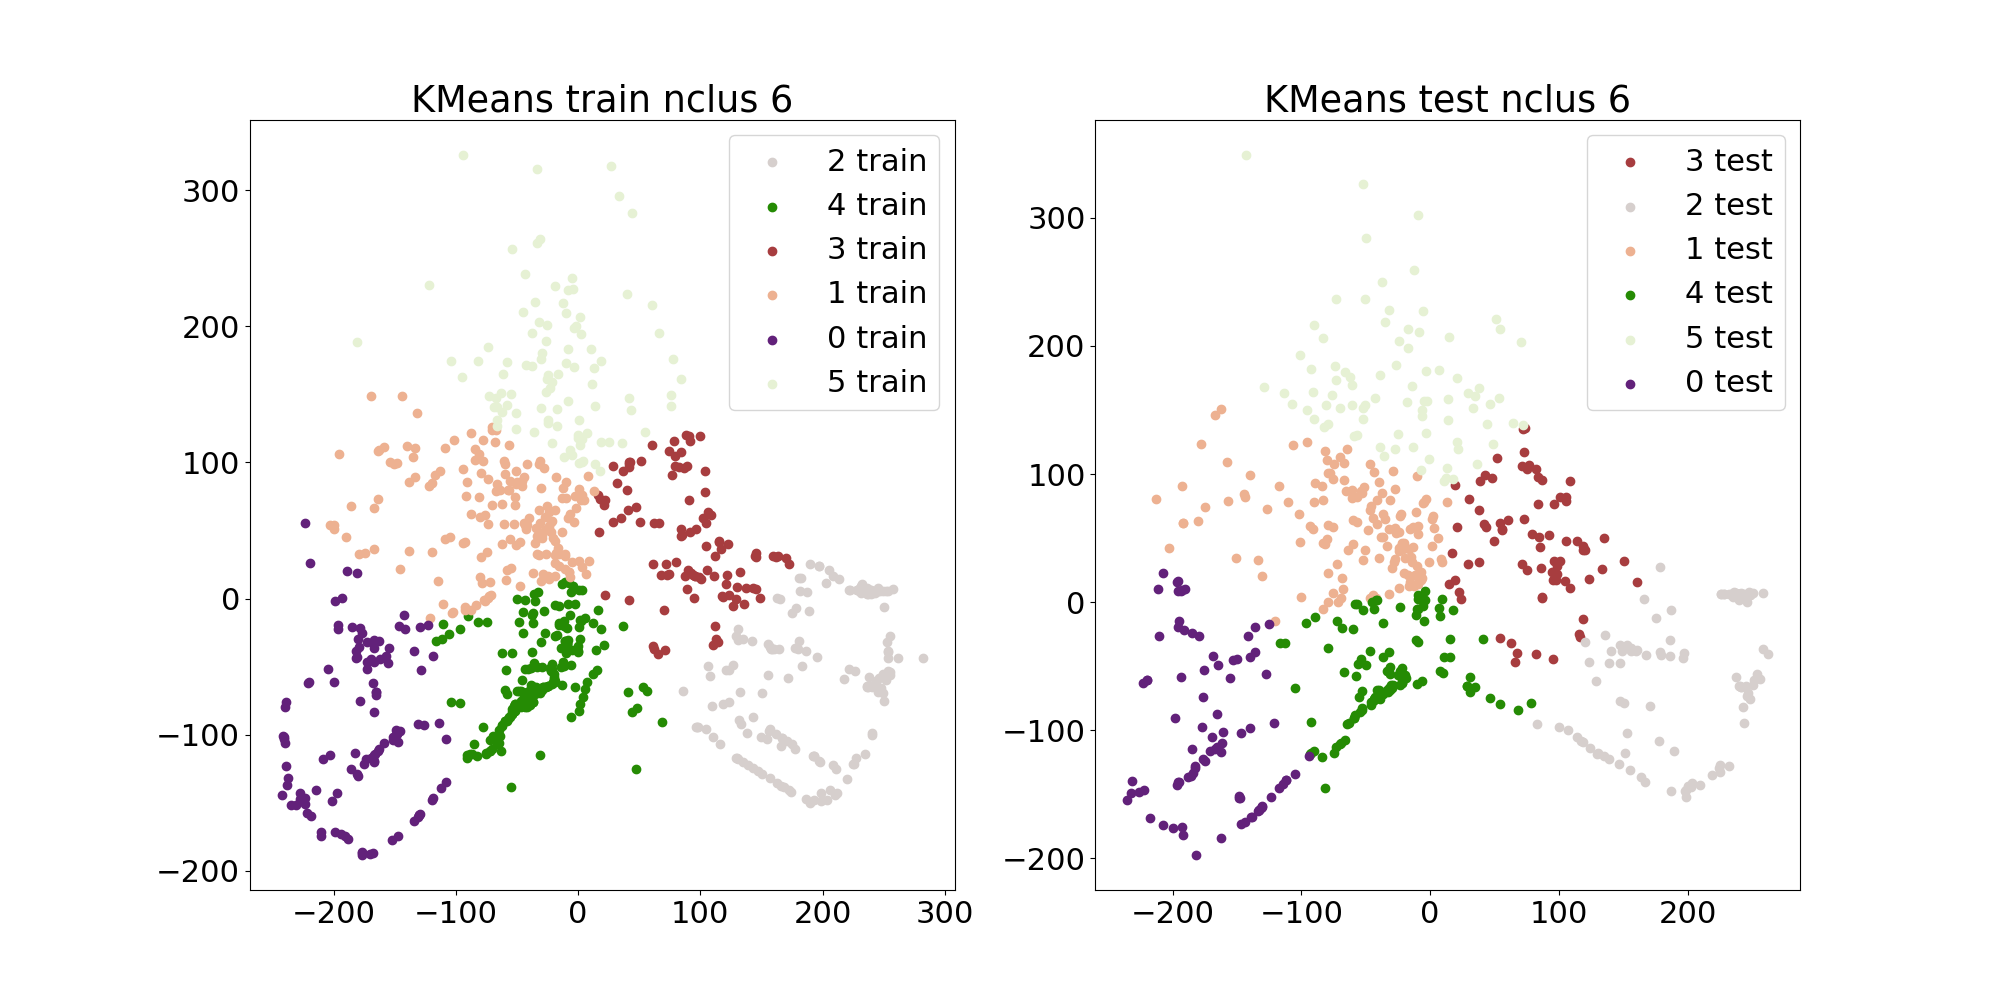 KMeans train nclus 6
2 train
4 train
3 train
1 train
0 train
5 train
300
200
100
0
−100
−200
−200 −100 0 100 200 300
KMeans test nclus 6
3 test
2 test
1 test
4 test
5 test
0 test
300
200
100
0
−100
−200
−200 −100 0 100 200